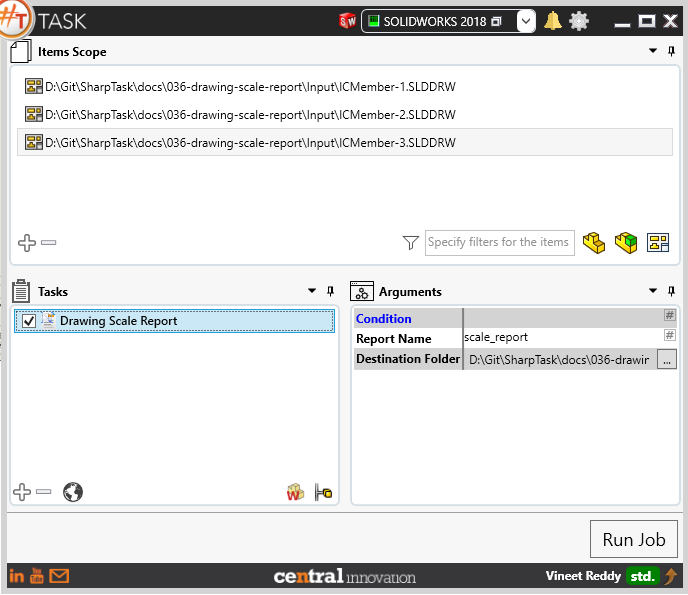 #T TASK
SW SOLIDWORKS 2018
Items Scope
D:\Git\SharpTask\docs\036-drawing-scale-report\Input\ICMember-1.SLDDRW
D:\Git\SharpTask\docs\036-drawing-scale-report\Input\ICMember-2.SLDDRW
D:\Git\SharpTask\docs\036-drawing-scale-report\Input\ICMember-3.SLDDRW
Specify filters for the items
Tasks
Drawing Scale Report
Arguments
Condition #
Report Name scale_report #
Destination Folder D:\Git\SharpTask\docs\036-drawir ...
W
Run Job
in You Tube
central innovation
Vineet Reddy std.